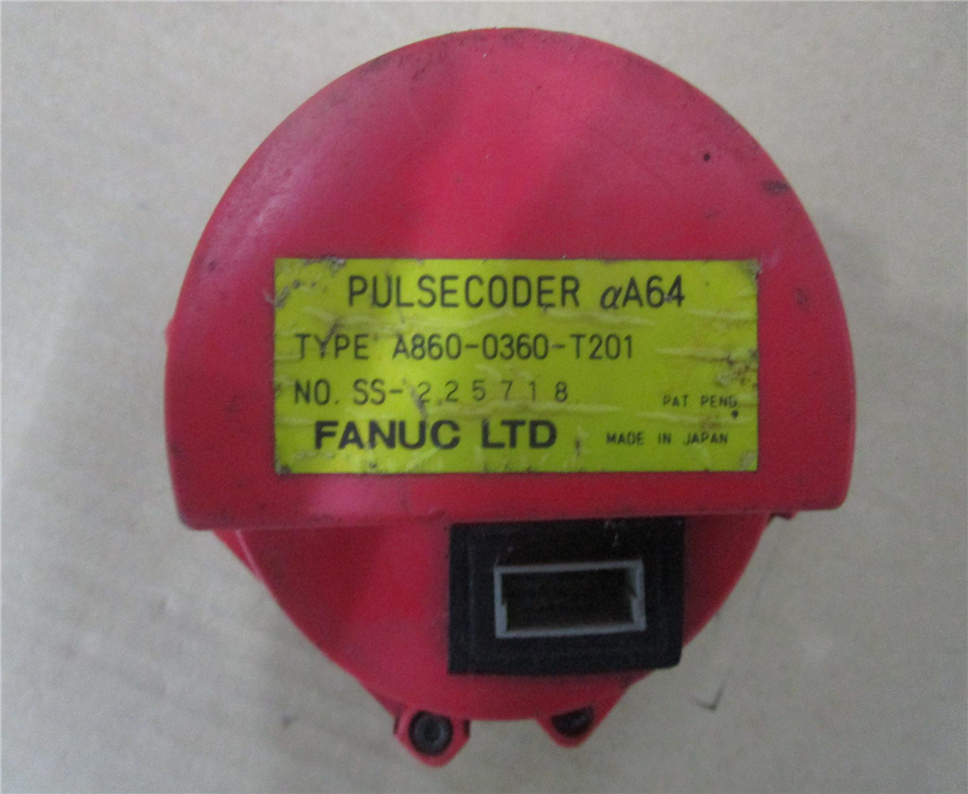 PULSECODER αA64
TYPE A860-0360-T201
NO. SS-225718
PAT. PEND.
FANUC LTD
MADE IN JAPAN